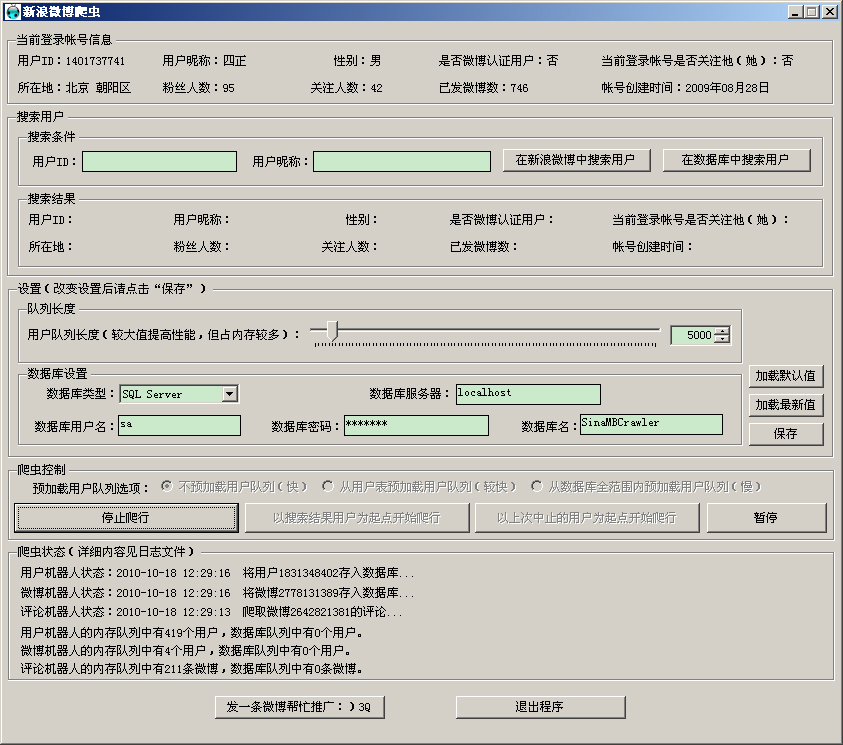 新浪微博爬虫
当前登录帐号信息
用户ID：1401737741 用户昵称：四正 性别：男 是否微博认证用户：否 当前登录帐号是否关注他(她)：否
所在地：北京 朝阳区 粉丝人数：95 关注人数：42 已发微博数：746 帐号创建时间：2009年08月28日
搜索用户
搜索条件
用户ID： 用户昵称： 在新浪微博中搜索用户 在数据库中搜索用户
搜索结果
用户ID： 用户昵称： 性别： 是否微博认证用户： 当前登录帐号是否关注他(她)：
所在地： 粉丝人数： 关注人数： 已发微博数： 帐号创建时间：
设置(改变设置后请点击“保存”)
队列长度
用户队列长度(较大值提高性能，但占内存较多)： 5000
数据库设置
数据库类型： SQL Server 数据库服务器： localhost
数据库用户名： sa 数据库密码： ******* 数据库名： SinaMBCrawler
加载默认值
加载最新值
保存
爬虫控制
预加载用户队列选项： 不预加载用户队列(快) 从用户表预加载用户队列(较快) 从数据库全范围内预加载用户队列(慢)
停止爬行 以搜索结果用户为起点开始爬行 以上次中止的用户为起点开始爬行 暂停
爬虫状态(详细内容见日志文件)
用户机器人状态：2010-10-18 12:29:16 将用户1831348402存入数据库...
微博机器人状态：2010-10-18 12:29:16 将微博2778131389存入数据库...
评论机器人状态：2010-10-18 12:29:13 爬取微博2642821381的评论...
用户机器人的内存队列中有419个用户，数据库队列中有0个用户。
微博机器人的内存队列中有4个用户，数据库队列中有0个用户。
评论机器人的内存队列中有211条微博，数据库队列中有0条微博。
发一条微博帮忙推广：)3Q 退出程序